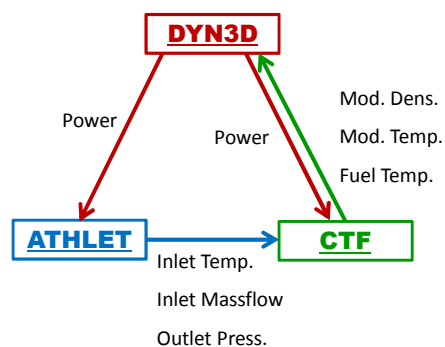 DYN3D
Power
Power
Mod. Dens.
Mod. Temp.
Fuel Temp.
ATHLET
CTF
Inlet Temp.
Inlet Massflow
Outlet Press.